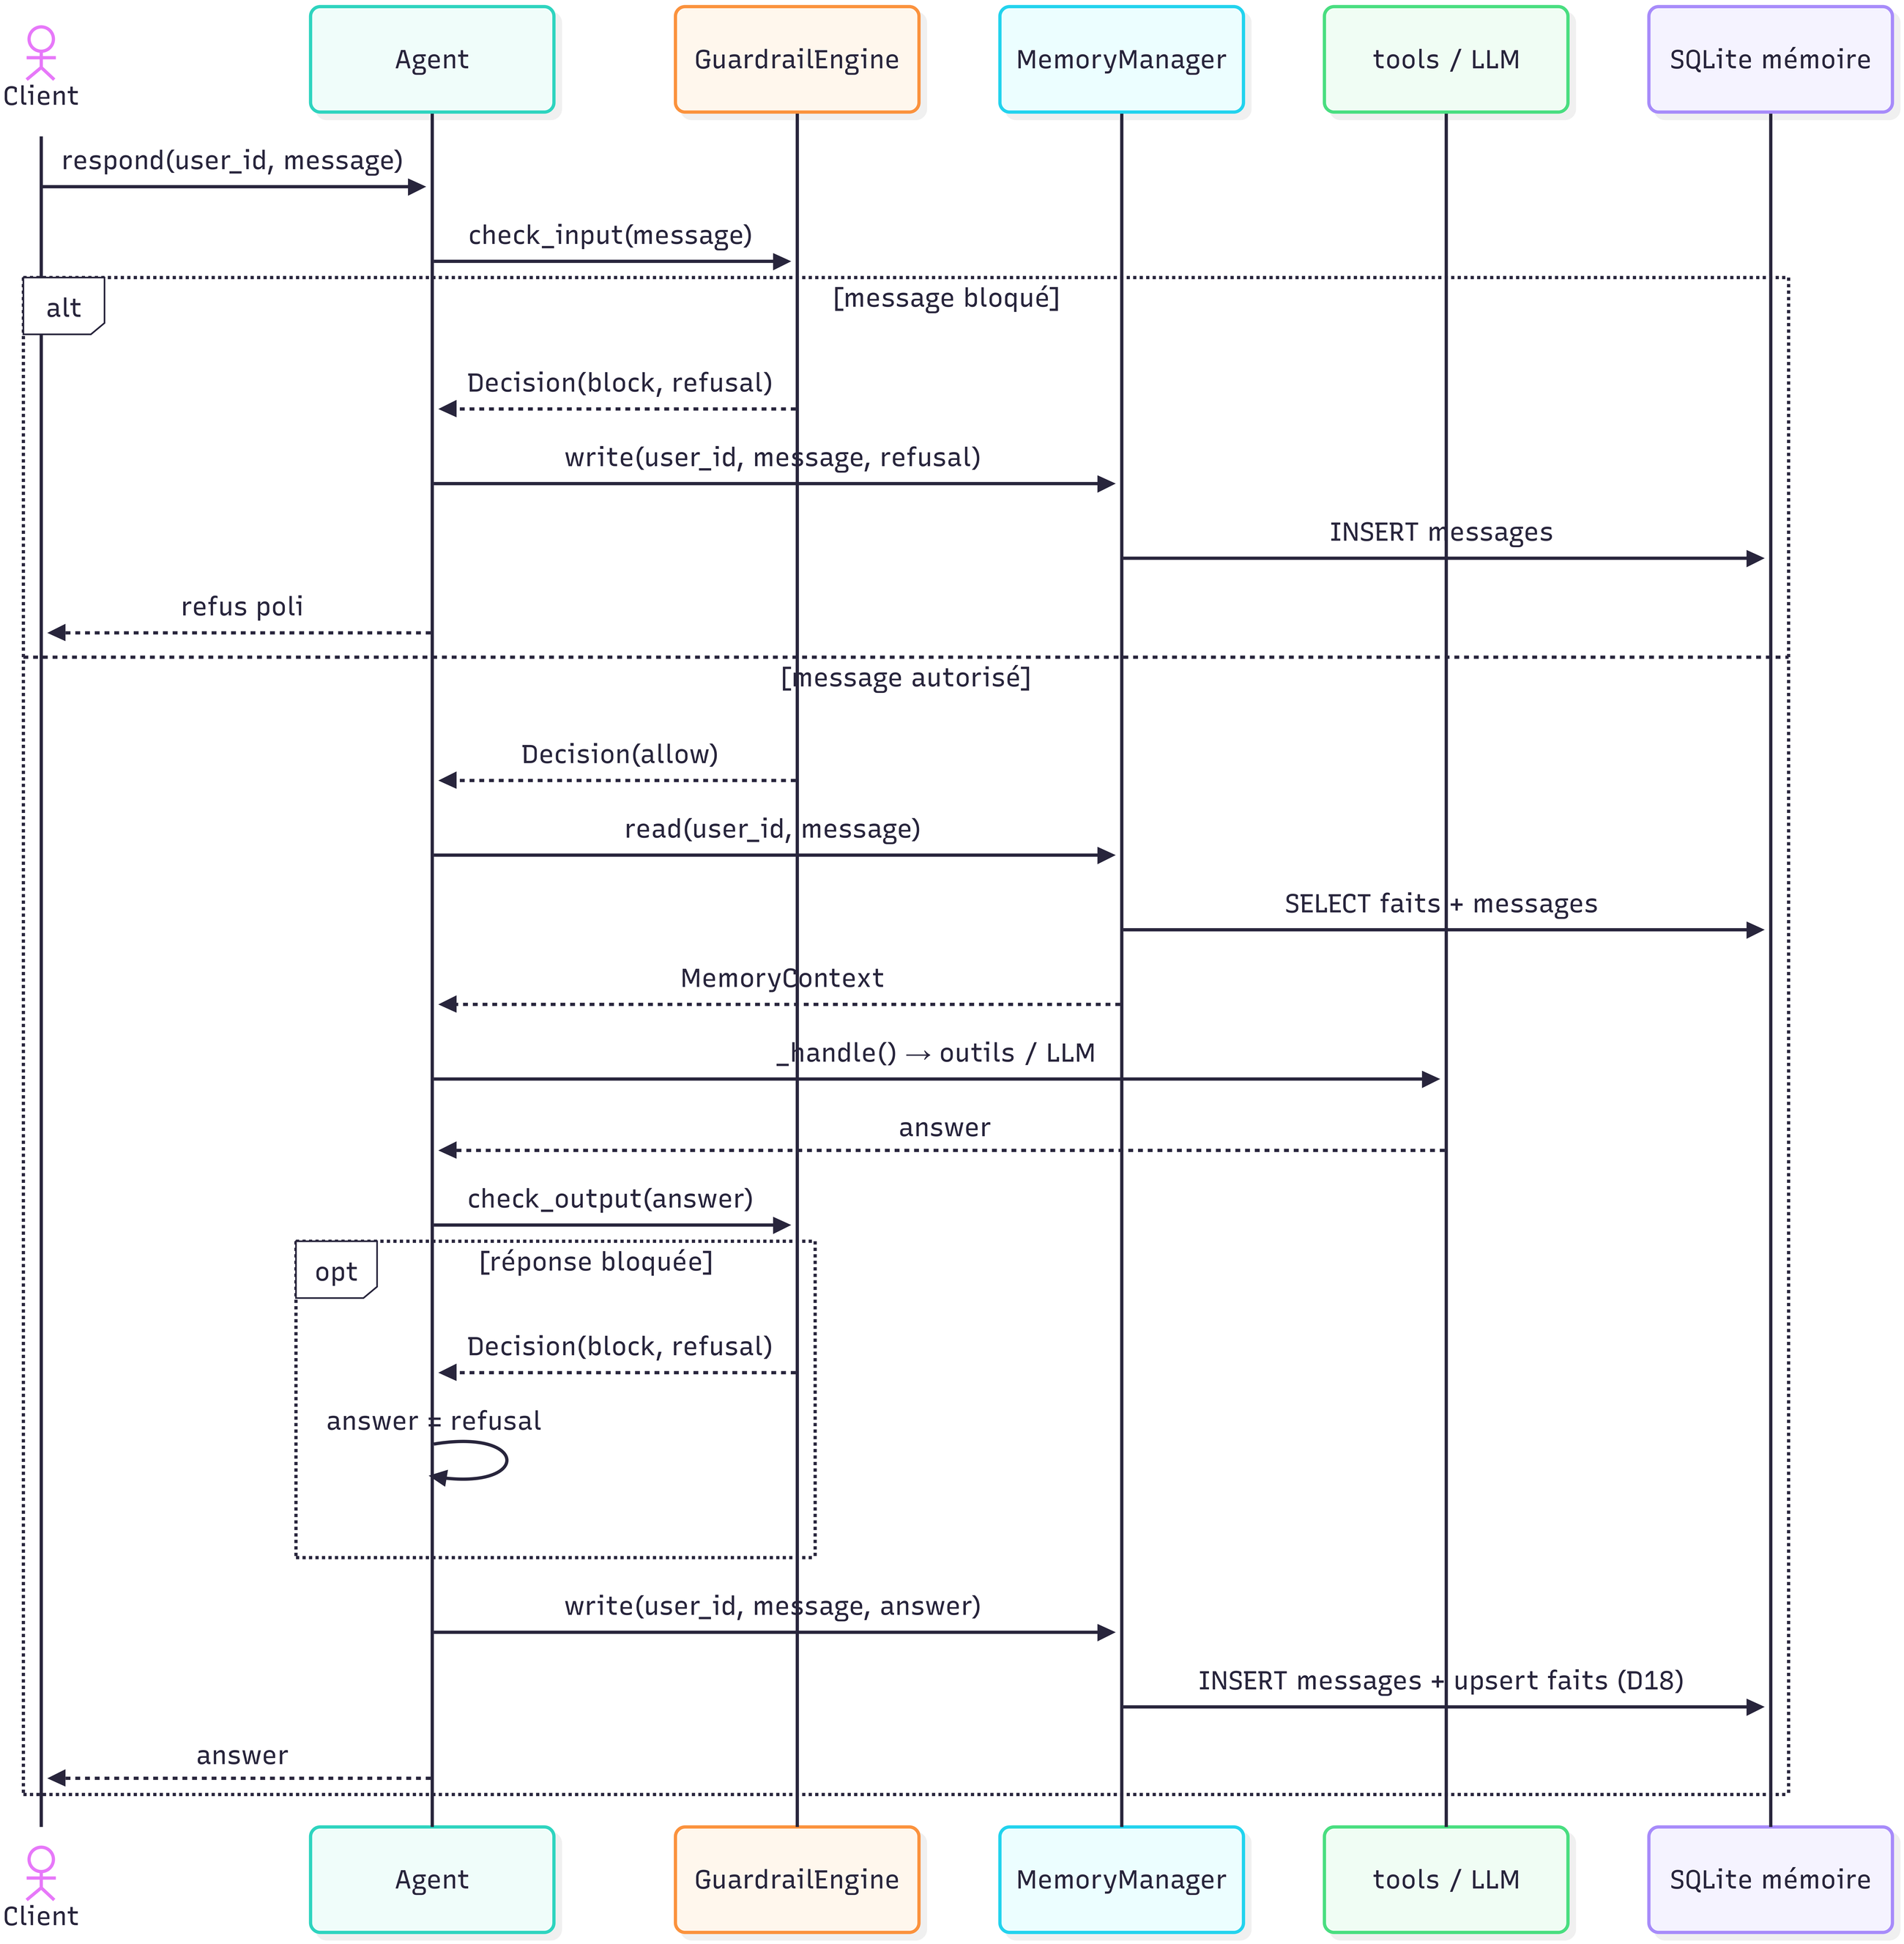 Client
Agent
GuardrailEngine
MemoryManager
tools / LLM
SQLite mémoire
respond(user_id, message)
check_input(message)
alt
[message bloqué]
Decision(block, refusal)
write(user_id, message, refusal)
INSERT messages
refus poli
[message autorisé]
Decision(allow)
read(user_id, message)
SELECT faits + messages
MemoryContext
_handle() → outils / LLM
answer
check_output(answer)
opt
[réponse bloquée]
Decision(block, refusal)
answer = refusal
write(user_id, message, answer)
INSERT messages + upsert faits (D18)
answer
Client
Agent
GuardrailEngine
MemoryManager
tools / LLM
SQLite mémoire